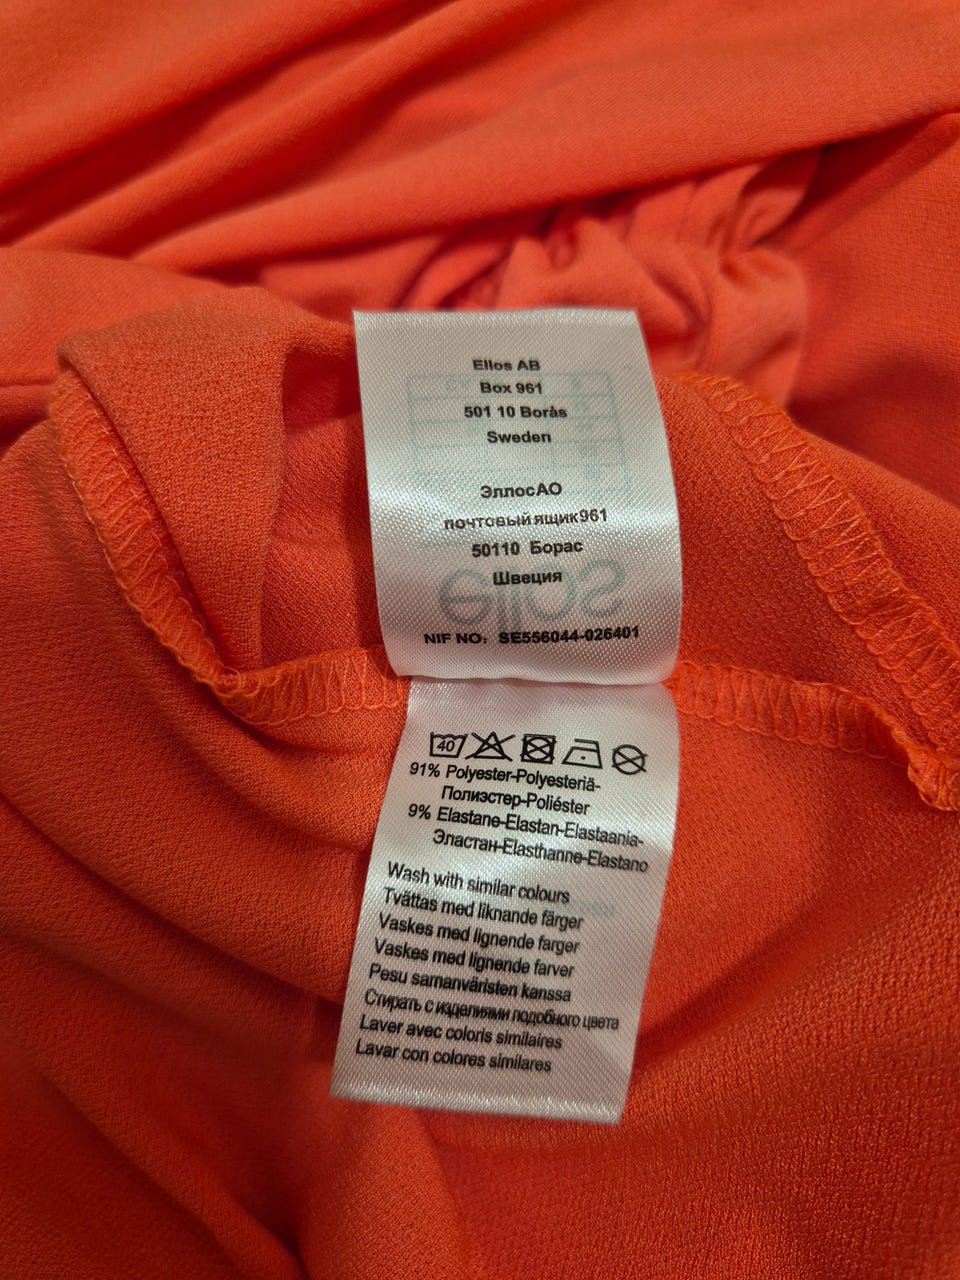 Ellos AB
Box 961
501 10 Borås
Sweden
ЭллосАО
почтовый ящик961
50110 Борас
Швеция
ellos
NIF NO: SE556044-026401
40
91% Polyester-Polyesteriä-
Полиэстер-Poliéster
9% Elastane-Elastan-Elastaania-
Эластан-Elasthanne-Elastano
Wash with similar colours
Tvättas med liknande färger
Vaskes med lignende farger
Vaskes med lignende farver
Pesu samanväristen kanssa
Стирать с изделиями подобного цвета
Laver avec coloris similaires
Lavar con colores similares